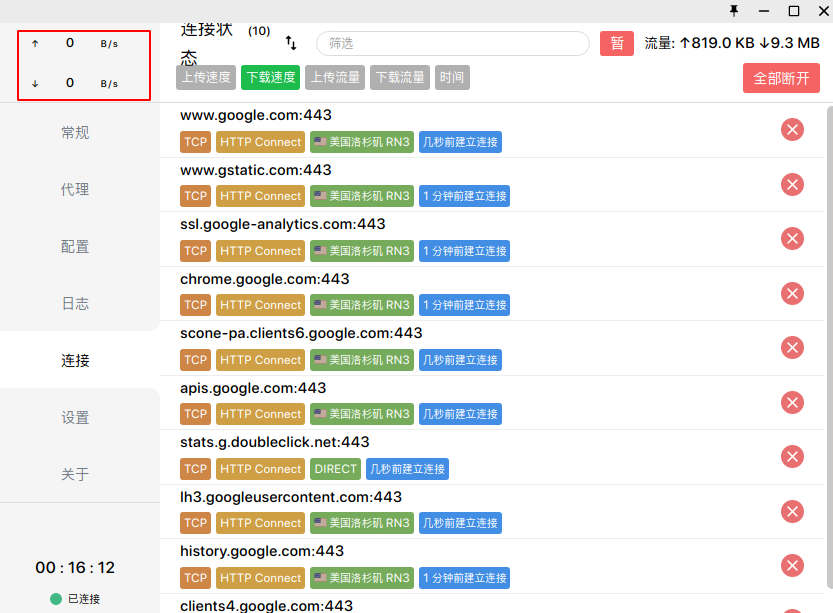 ↑ 0 B/s
↓ 0 B/s
常规
代理
配置
日志
连接
设置
关于
00 : 16 : 12
已连接
连接状态 (10)
筛选
暂
流量: ↑819.0 KB ↓9.3 MB
上传速度 下载速度 上传流量 下载流量 时间
全部断开
www.google.com:443
TCP HTTP Connect 🇺🇸 美国洛杉矶 RN3 几秒前建立连接
www.gstatic.com:443
TCP HTTP Connect 🇺🇸 美国洛杉矶 RN3 1 分钟前建立连接
ssl.google-analytics.com:443
TCP HTTP Connect 🇺🇸 美国洛杉矶 RN3 1 分钟前建立连接
chrome.google.com:443
TCP HTTP Connect 🇺🇸 美国洛杉矶 RN3 1 分钟前建立连接
scone-pa.clients6.google.com:443
TCP HTTP Connect 🇺🇸 美国洛杉矶 RN3 几秒前建立连接
apis.google.com:443
TCP HTTP Connect 🇺🇸 美国洛杉矶 RN3 几秒前建立连接
stats.g.doubleclick.net:443
TCP HTTP Connect DIRECT 几秒前建立连接
lh3.googleusercontent.com:443
TCP HTTP Connect 🇺🇸 美国洛杉矶 RN3 几秒前建立连接
history.google.com:443
TCP HTTP Connect 🇺🇸 美国洛杉矶 RN3 1 分钟前建立连接
clients4.google.com:443